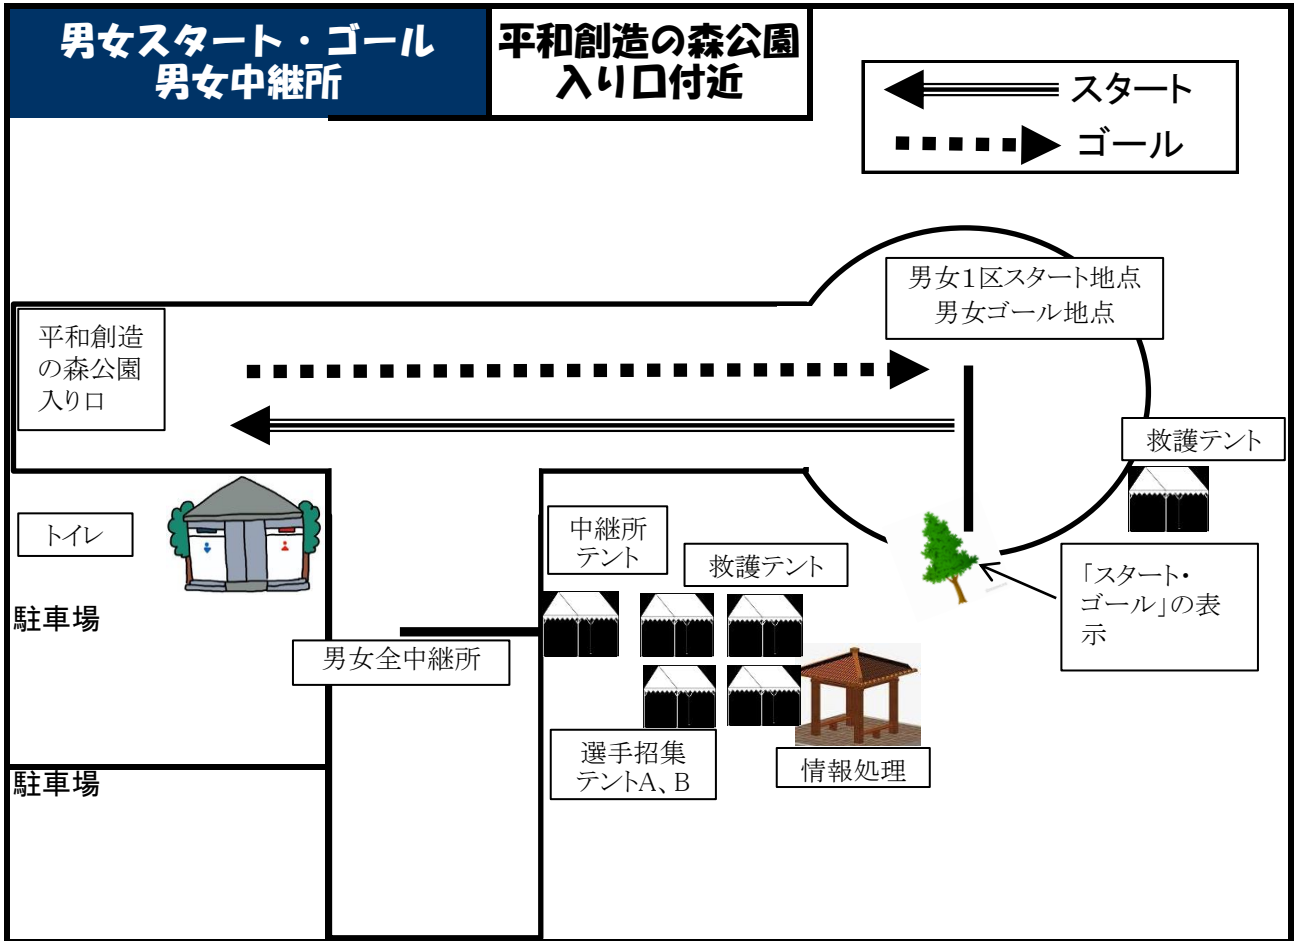 男女スタート・ゴール
男女中継所
平和創造の森公園
入り口付近
スタート
ゴール
男女1区スタート地点
男女ゴール地点
平和創造
の森公園
入り口
救護テント
トイレ
中継所
テント
救護テント
「スタート・
ゴール」の表
示
駐車場
男女全中継所
選手招集
テントA、B
情報処理
駐車場